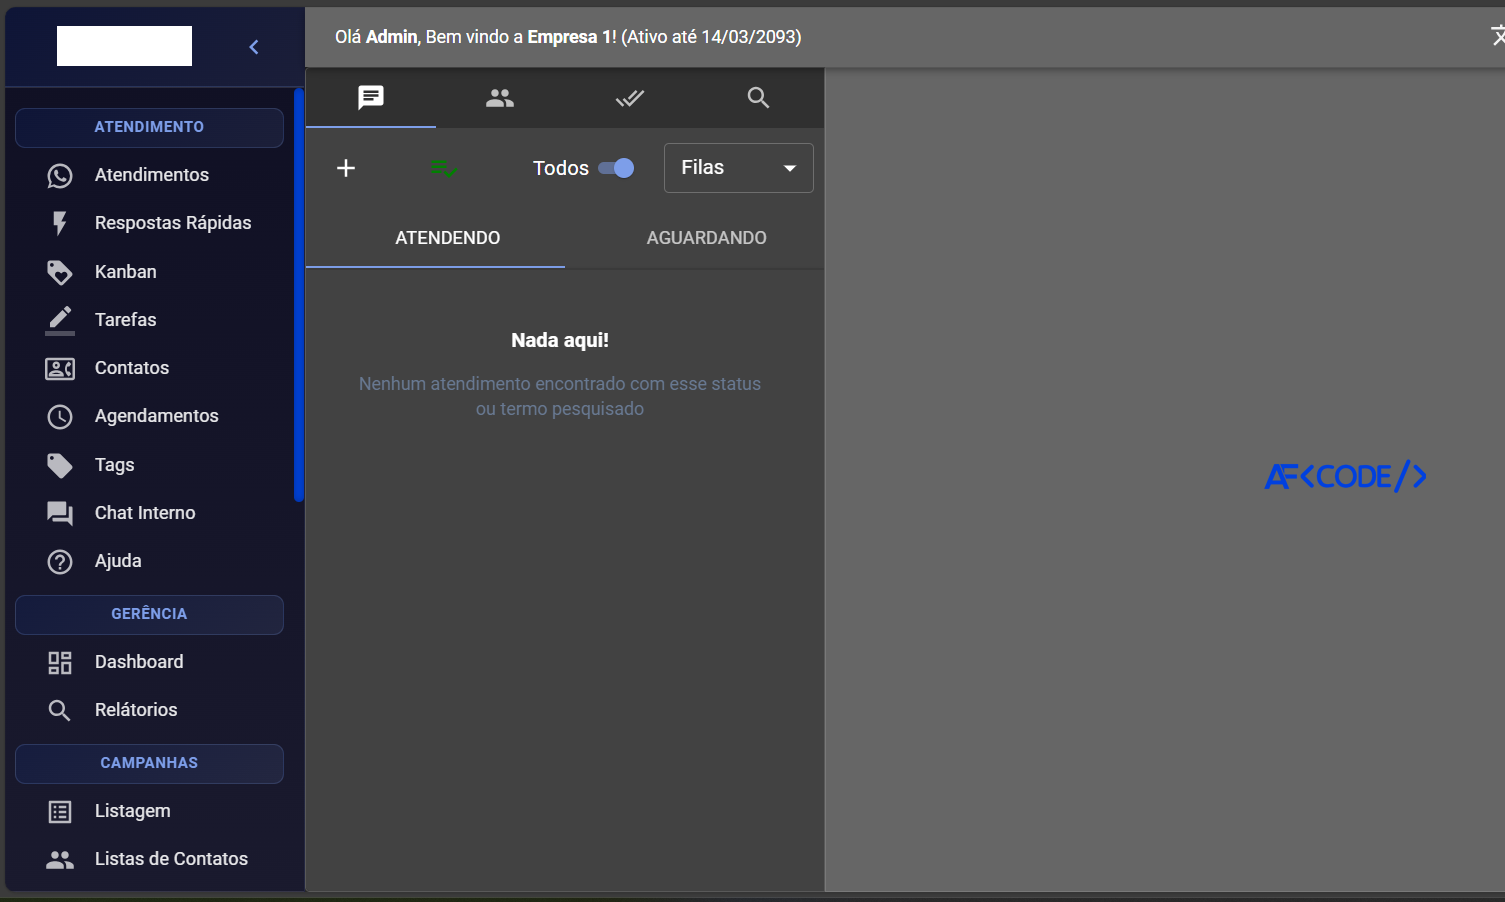 Olá Admin, Bem vindo a Empresa 1! (Ativo até 14/03/2093)
ATENDIMENTO
Atendimentos
Respostas Rápidas
Kanban
Tarefas
Contatos
Agendamentos
Tags
Chat Interno
Ajuda
GERÊNCIA
Dashboard
Relátorios
CAMPANHAS
Listagem
Listas de Contatos
Todos
Filas
ATENDENDO
AGUARDANDO
Nada aqui!
Nenhum atendimento encontrado com esse status
ou termo pesquisado
AF<CODE/>